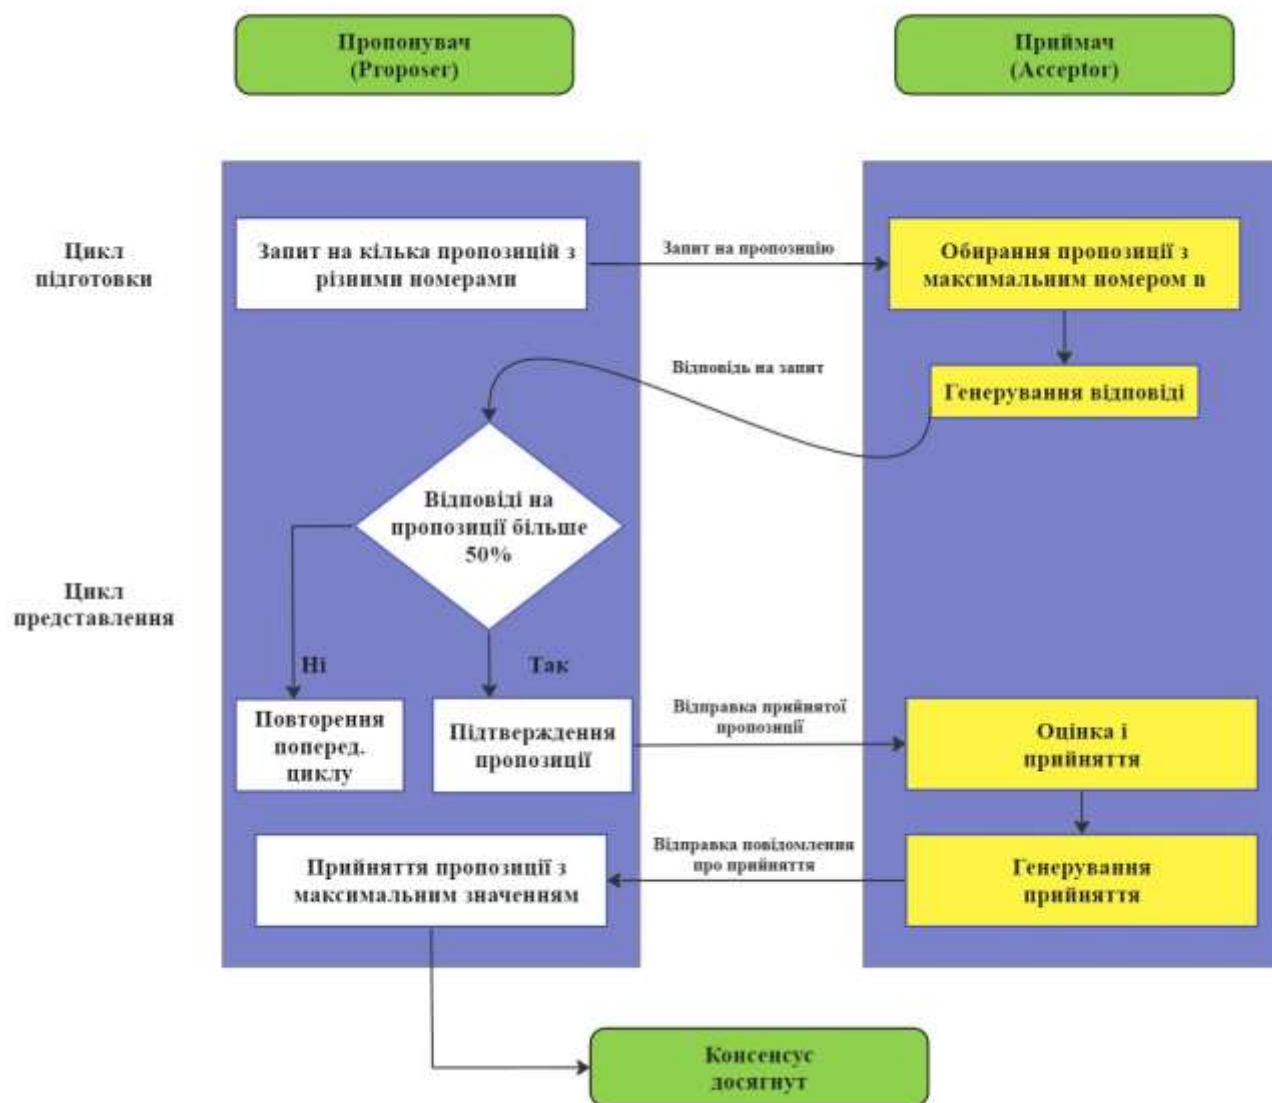 Пропонувач
(Proposer)
Приймач
(Acceptor)
Цикл
підготовки
Запит на кілька пропозицій з
різними номерами
Запит на пропозицію
Обирання пропозиції з
максимальним номером n
Відповідь на запит
Генерування відповіді
Відповіді на
пропозиції більше
50%
Цикл
представлення
Ні
Так
Повторення
поперед.
циклу
Підтверждення
пропозиції
Відправка прийнятої
пропозиції
Оцінка і
прийняття
Прийняття пропозиції з
максимальним значенням
Відправка повідомлення
про прийняття
Генерування
прийняття
Консенсус
досягнут